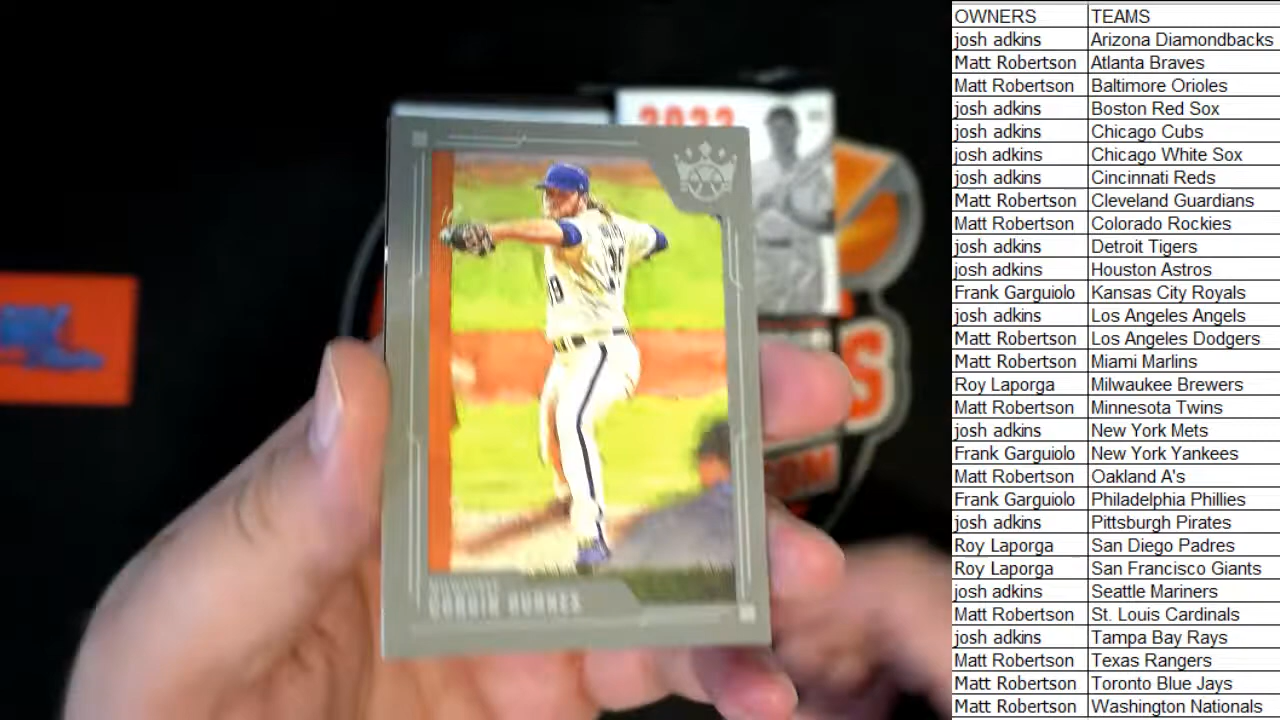 OWNERS TEAMS
josh adkins Arizona Diamondbacks
Matt Robertson Atlanta Braves
Matt Robertson Baltimore Orioles
josh adkins Boston Red Sox
josh adkins Chicago Cubs
josh adkins Chicago White Sox
josh adkins Cincinnati Reds
Matt Robertson Cleveland Guardians
Matt Robertson Colorado Rockies
josh adkins Detroit Tigers
josh adkins Houston Astros
Frank Garguiolo Kansas City Royals
josh adkins Los Angeles Angels
Matt Robertson Los Angeles Dodgers
Matt Robertson Miami Marlins
Roy Laporga Milwaukee Brewers
Matt Robertson Minnesota Twins
josh adkins New York Mets
Frank Garguiolo New York Yankees
Matt Robertson Oakland A's
Frank Garguiolo Philadelphia Phillies
josh adkins Pittsburgh Pirates
Roy Laporga San Diego Padres
Roy Laporga San Francisco Giants
josh adkins Seattle Mariners
Matt Robertson St. Louis Cardinals
josh adkins Tampa Bay Rays
Matt Robertson Texas Rangers
Matt Robertson Toronto Blue Jays
Matt Robertson Washington Nationals